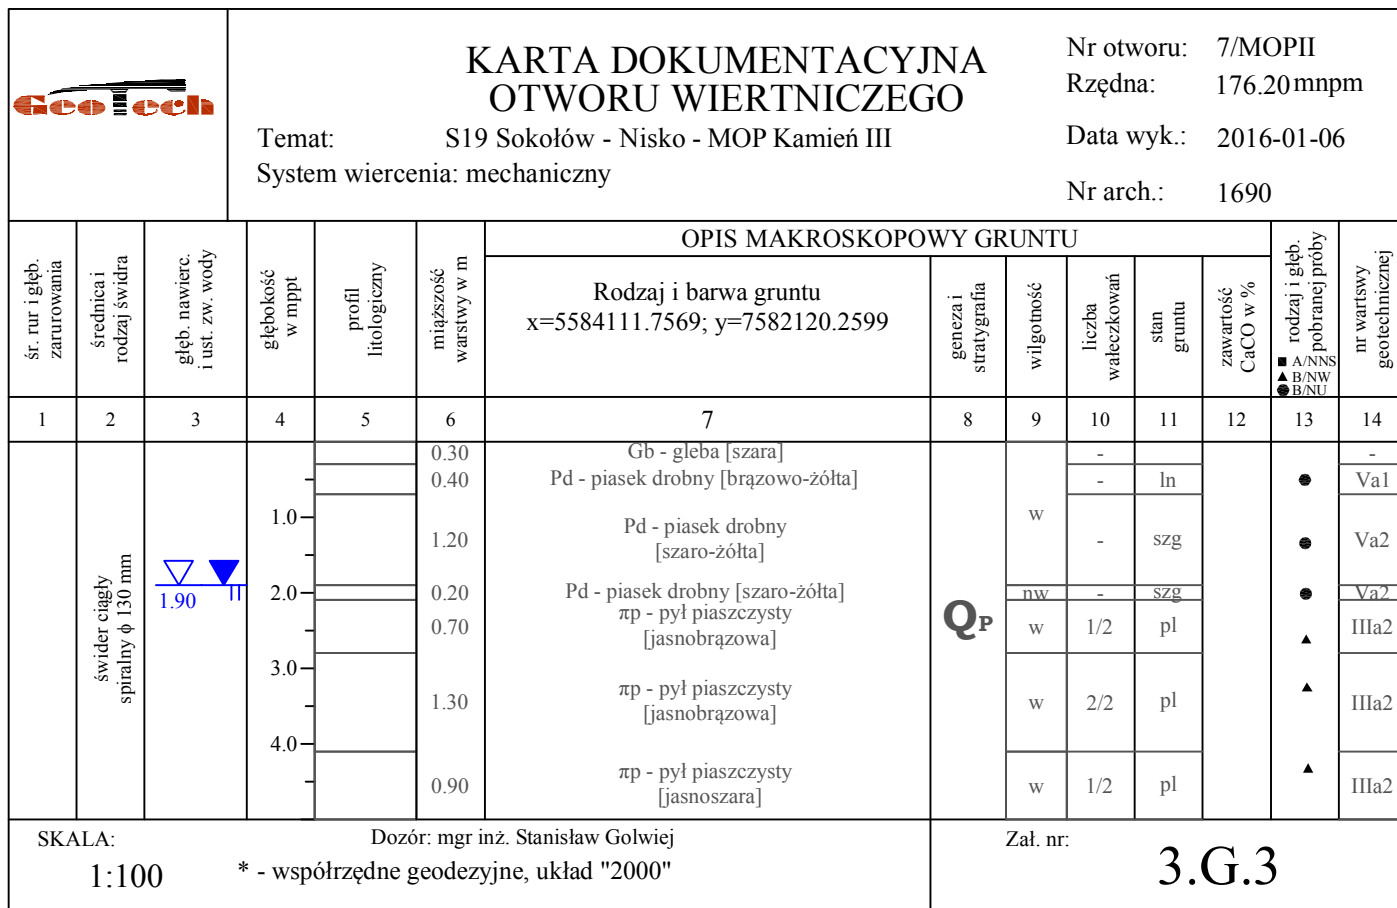 GeoTech
KARTA DOKUMENTACYJNA
OTWORU WIERTNICZEGO
Temat: S19 Sokołów - Nisko - MOP Kamień III
System wiercenia: mechaniczny
Nr otworu: 7/MOPII
Rzędna: 176.20 mnpm
Data wyk.: 2016-01-06
Nr arch.: 1690
śr. rur i głęb.
zarurowania
średnica i
rodzaj świdra
głęb. nawierc.
i ust. zw. wody
głębokość
w mppt
profil
litologiczny
miąższość
warstwy w m
OPIS MAKROSKOPOWY GRUNTU
Rodzaj i barwa gruntu
x=5584111.7569; y=7582120.2599
geneza i
stratygrafia
wilgotność
liczba
wałeczkowań
stan
gruntu
zawartość
CaCO w %
rodzaj i głęb.
pobranej próby
■ A/NNS
▲ B/NW
● B/NU
nr wartswy
geotechnicznej
1 2 3 4 5 6 7 8 9 10 11 12 13 14
0.30 Gb - gleba [szara] - -
0.40 Pd - piasek drobny [brązowo-żółta] - ln Va1
1.0
w
1.20 Pd - piasek drobny
[szaro-żółta] - szg Va2
świder ciągły
spiralny ϕ 130 mm
1.90
2.0 0.20 Pd - piasek drobny [szaro-żółta] nw - szg Va2
QP
0.70 πp - pył piaszczysty
[jasnobrązowa] w 1/2 pl IIIa2
3.0
1.30 πp - pył piaszczysty
[jasnobrązowa] w 2/2 pl IIIa2
4.0
0.90 πp - pył piaszczysty
[jasnoszara] w 1/2 pl IIIa2
SKALA:
1:100
Dozór: mgr inż. Stanisław Golwiej
* - współrzędne geodezyjne, układ "2000"
Zał. nr:
3.G.3